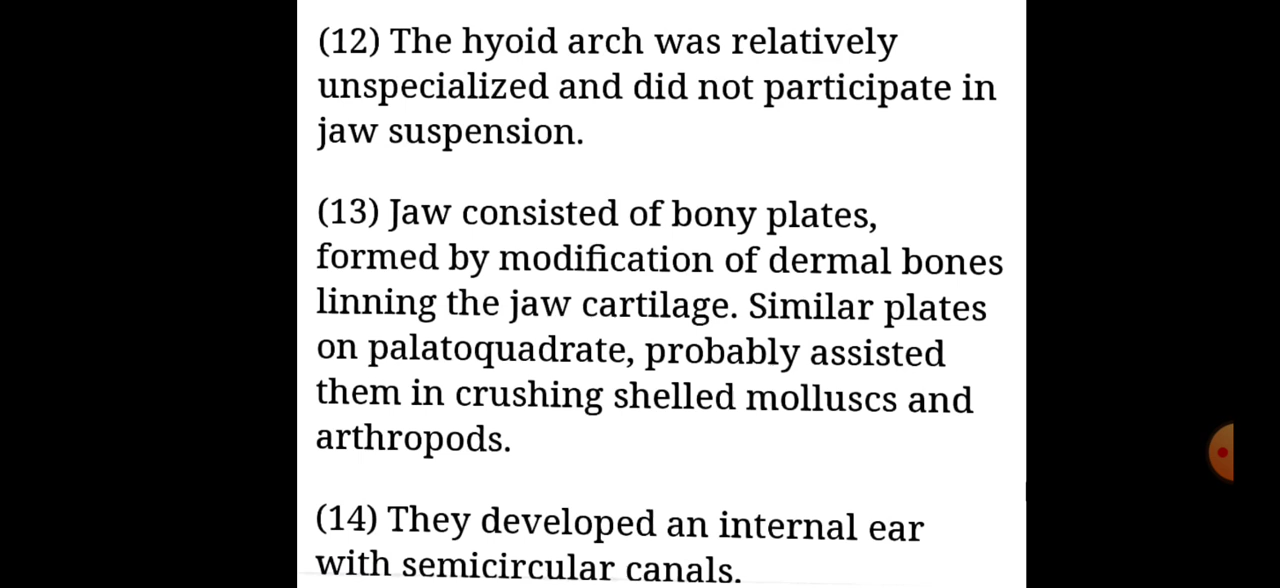 (12) The hyoid arch was relatively
unspecialized and did not participate in
jaw suspension.
(13) Jaw consisted of bony plates,
formed by modification of dermal bones
linning the jaw cartilage. Similar plates
on palatoquadrate, probably assisted
them in crushing shelled molluscs and
arthropods.
(14) They developed an internal ear
with semicircular canals.